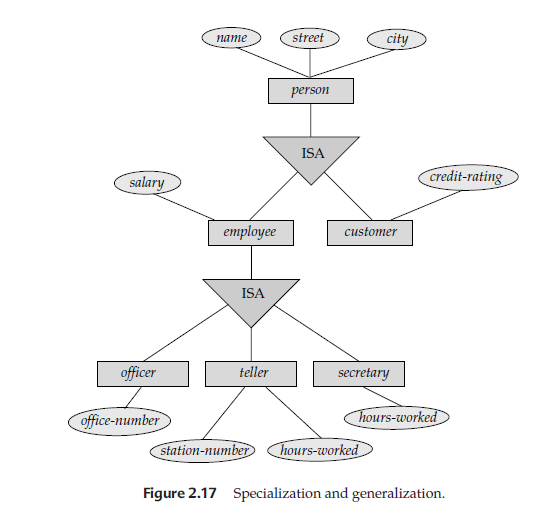 name street city
person
ISA
salary credit-rating
employee customer
ISA
officer teller secretary
office-number hours-worked
station-number hours-worked
Figure 2.17 Specialization and generalization.